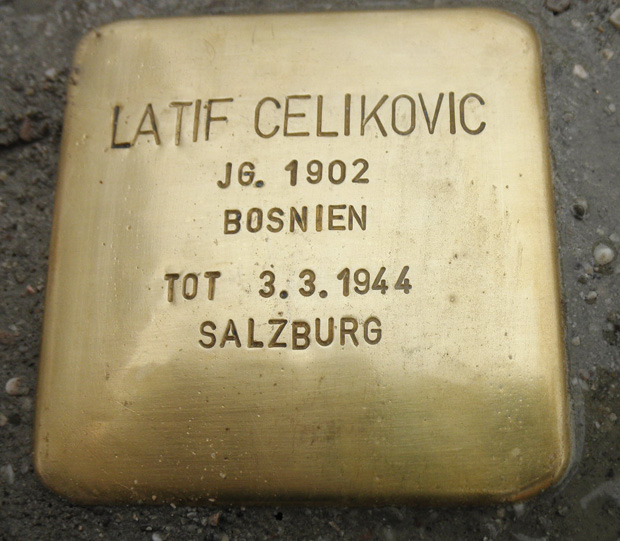 LATIF CELIKOVIC
JG. 1902
BOSNIEN
TOT 3.3.1944
SALZBURG